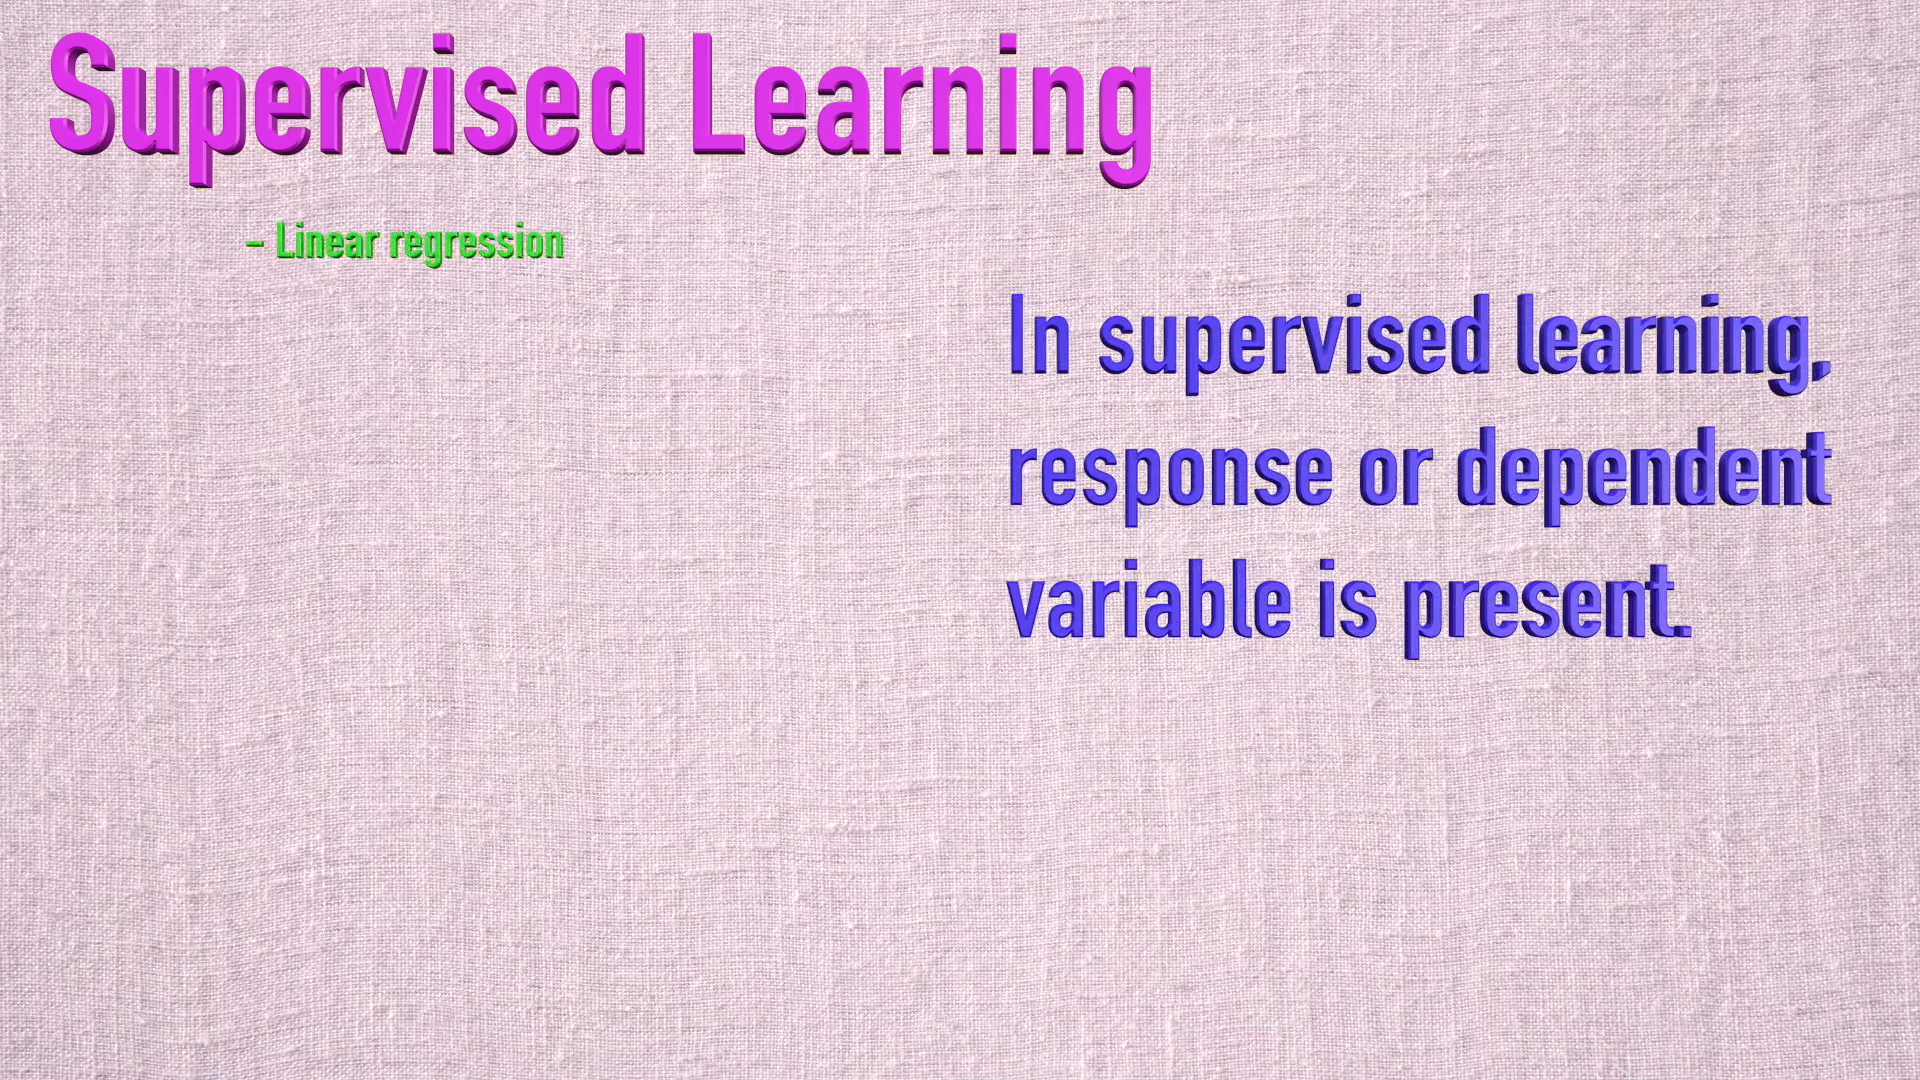 Supervised Learning
- Linear regression
In supervised learning,
response or dependent
variable is present.